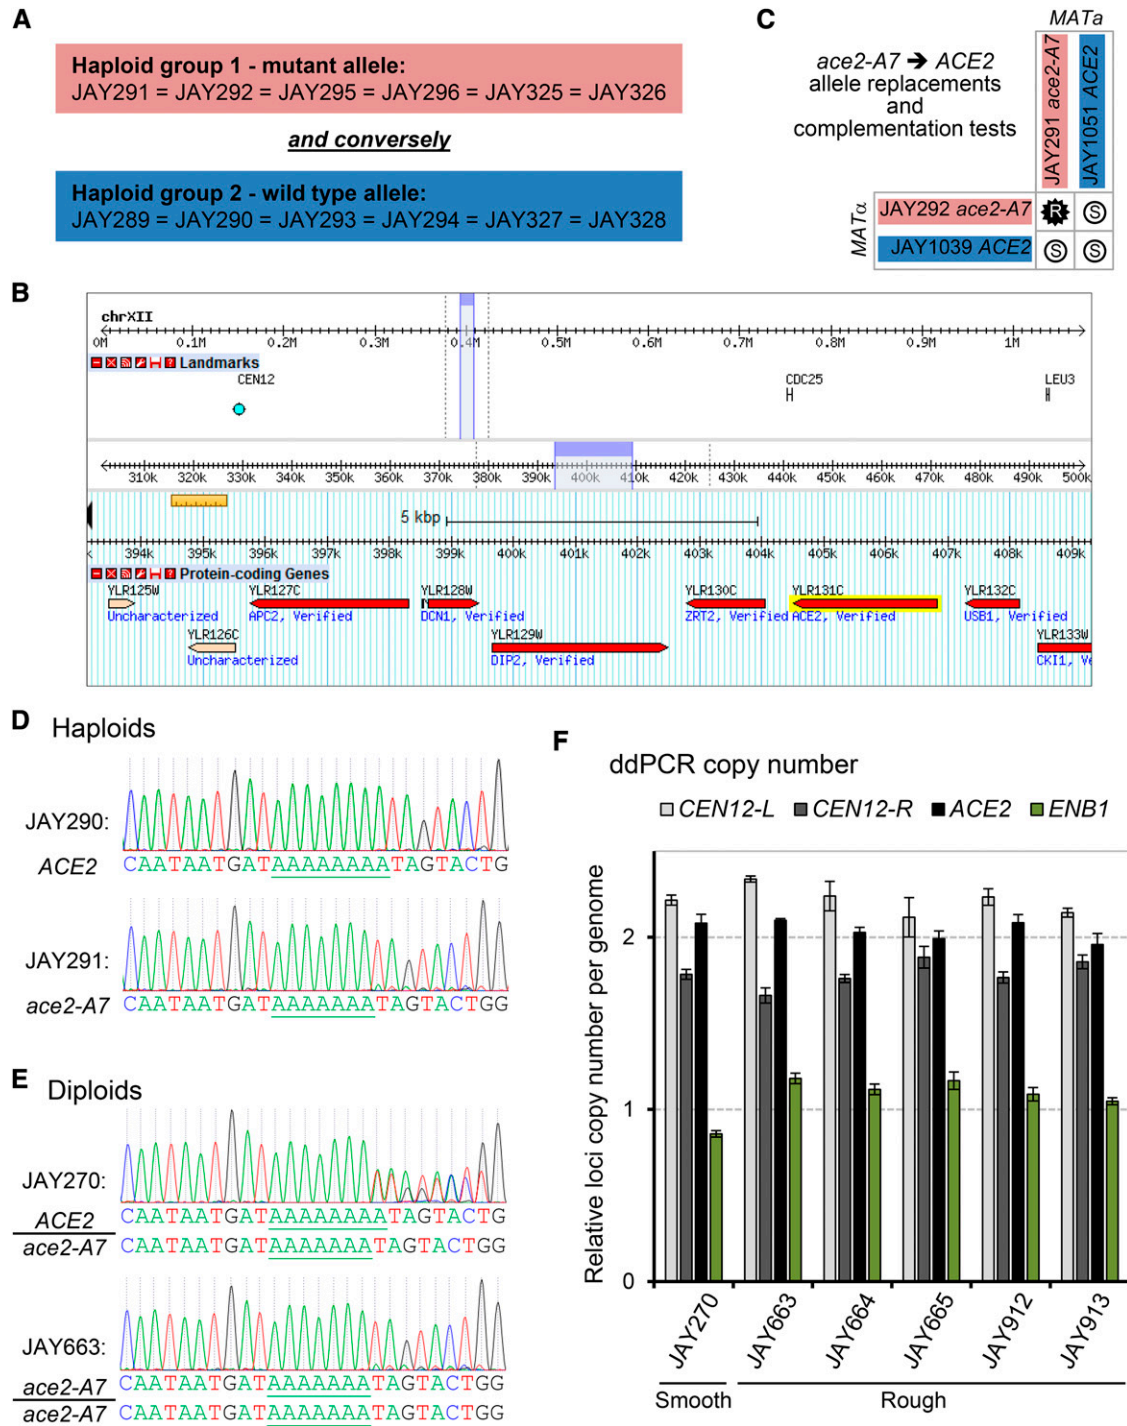 A
Haploid group 1 - mutant allele:
JAY291 = JAY292 = JAY295 = JAY296 = JAY325 = JAY326
and conversely
Haploid group 2 - wild type allele:
JAY289 = JAY290 = JAY293 = JAY294 = JAY327 = JAY328
C
MATa
ace2-A7 ➔ ACE2
allele replacements
and
complementation tests
JAY291 ace2-A7
JAY1051 ACE2
MATα
JAY292 ace2-A7
R
S
JAY1039 ACE2
S
S
B
chrXII
0M 0.1M 0.2M 0.3M 0.4M 0.5M 0.6M 0.7M 0.8M 0.9M 1M
Landmarks
CEN12
CDC25
LEU3
310k 320k 330k 340k 350k 360k 370k 380k 390k 400k 410k 420k 430k 440k 450k 460k 470k 480k 490k 500k
5 kbp
k 394k 395k 396k 397k 398k 399k 400k 401k 402k 403k 404k 405k 406k 407k 408k 409k
Protein-coding Genes
YLR125W YLR127C YLR128W YLR130C YLR131C YLR132C
Uncharacterized APC2, Verified DCN1, Verified ZRT2, Verified ACE2, Verified USB1, Verified
YLR126C YLR129W YLR133W
Uncharacterized DIP2, Verified CKI1, Ve
D Haploids
JAY290:
ACE2
CAATAATGATAAAAAAAATAGTACTG
JAY291:
ace2-A7
CAATAATGATAAAAAAATAGTACTGG
E Diploids
JAY270:
ACE2
CAATAATGATAAAAAAAATAGTACTG
ace2-A7
CAATAATGATAAAAAAATAGTACTGG
JAY663:
ace2-A7
CAATAATGATAAAAAAATAGTACTGG
ace2-A7
CAATAATGATAAAAAAATAGTACTGG
F
ddPCR copy number
CEN12-L CEN12-R ACE2 ENB1
Relative loci copy number per genome
2
1
0
JAY270
JAY663
JAY664
JAY665
JAY912
JAY913
Smooth
Rough